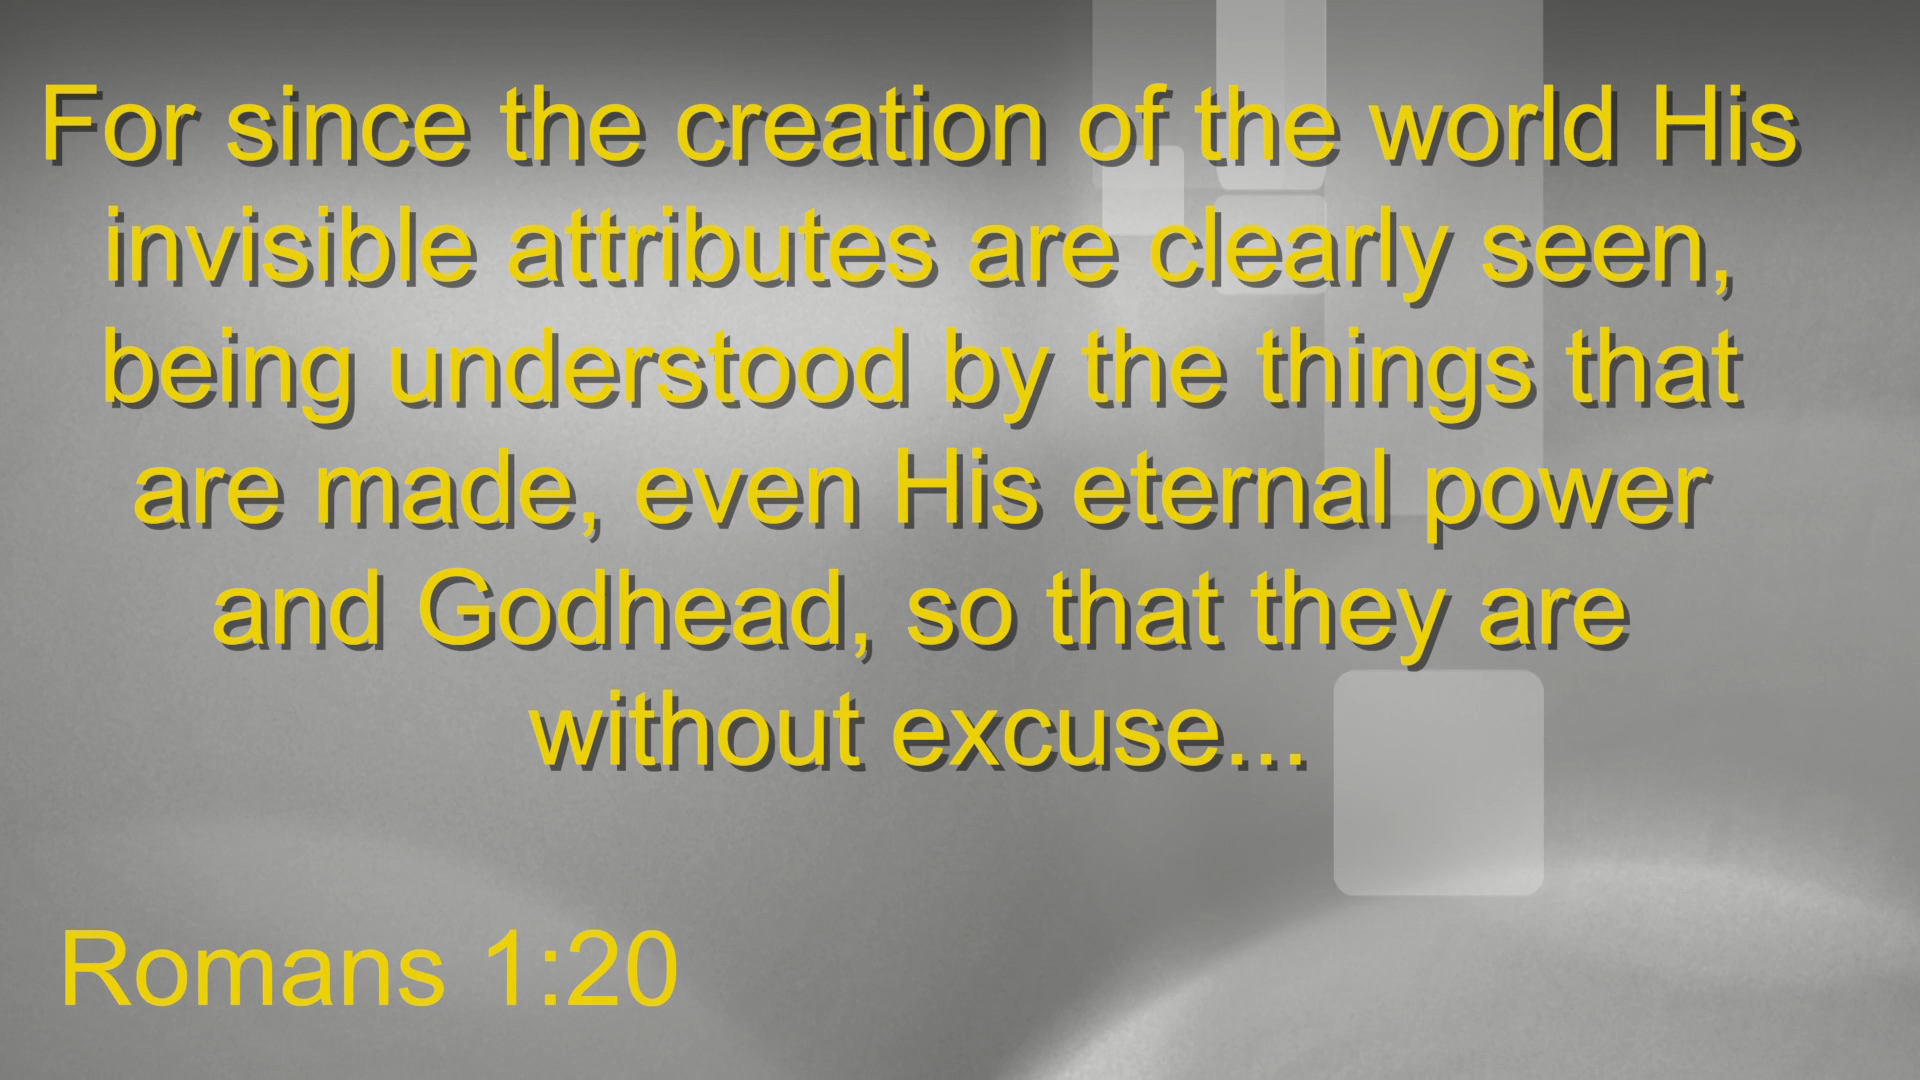 For since the creation of the world His
invisible attributes are clearly seen,
being understood by the things that
are made, even His eternal power
and Godhead, so that they are
without excuse...
Romans 1:20